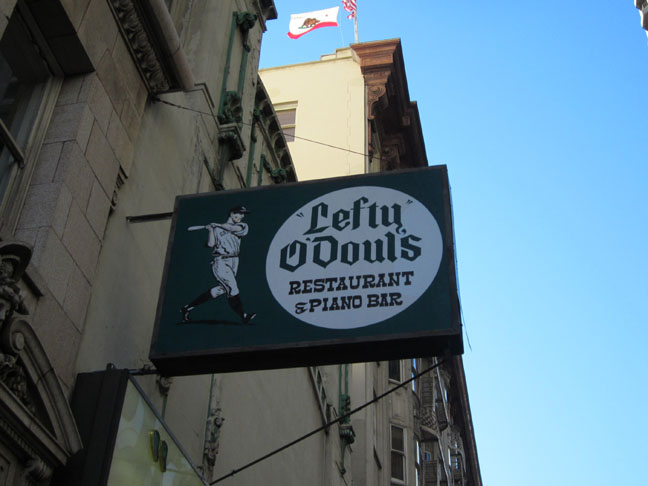 "Lefty"
O'Doul's
RESTAURANT
& PIANO BAR